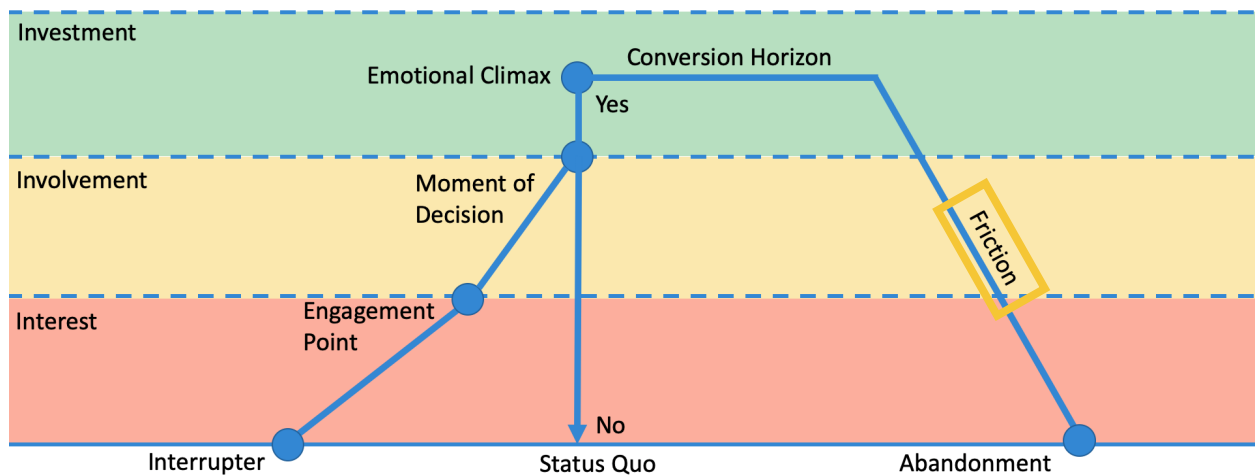 Investment
Emotional Climax
Conversion Horizon
Yes
Involvement
Moment of
Decision
Friction
Interest
Engagement
Point
No
Interrupter
Status Quo
Abandonment